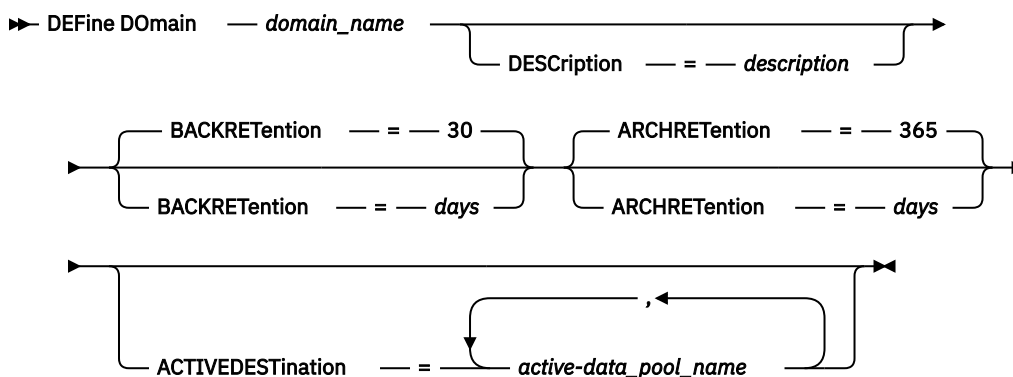 DEFine DOmain domain_name
DESCription = description
BACKRETention = 30 ARCHRETention = 365
BACKRETention = days ARCHRETention = days
,
ACTIVEDESTination = active-data_pool_name